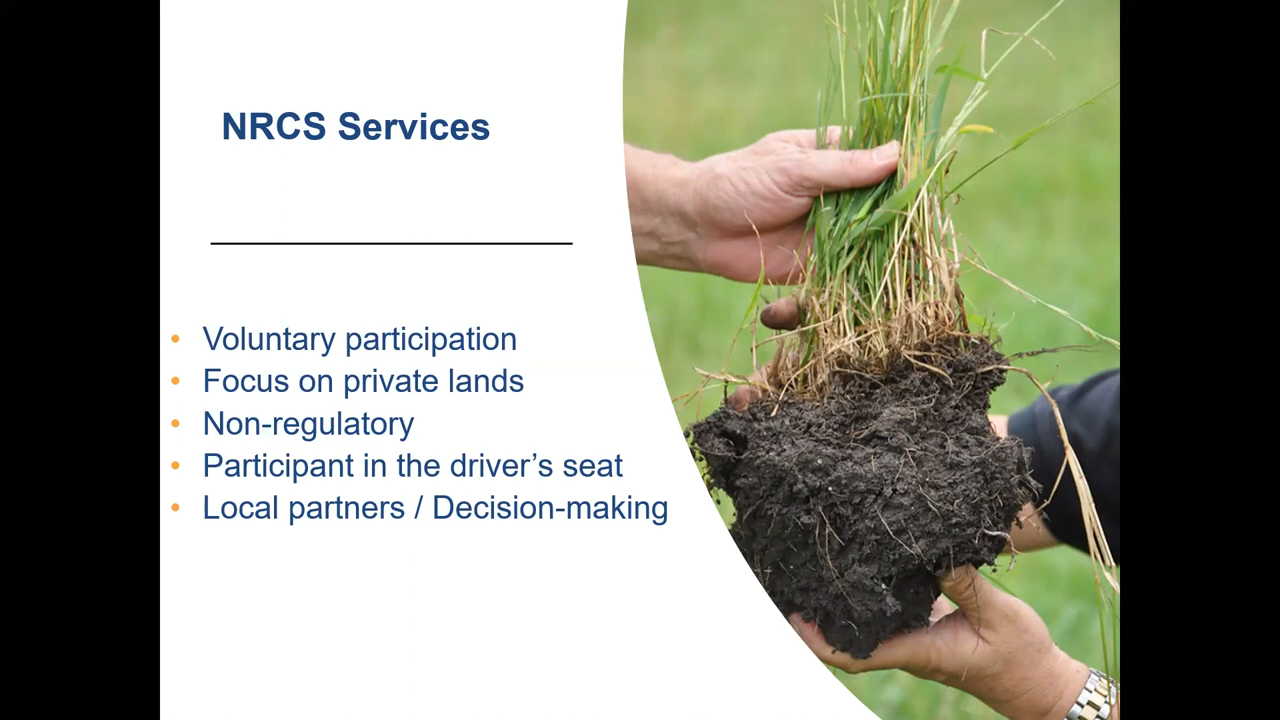 NRCS Services
• Voluntary participation
• Focus on private lands
• Non-regulatory
• Participant in the driver’s seat
• Local partners / Decision-making